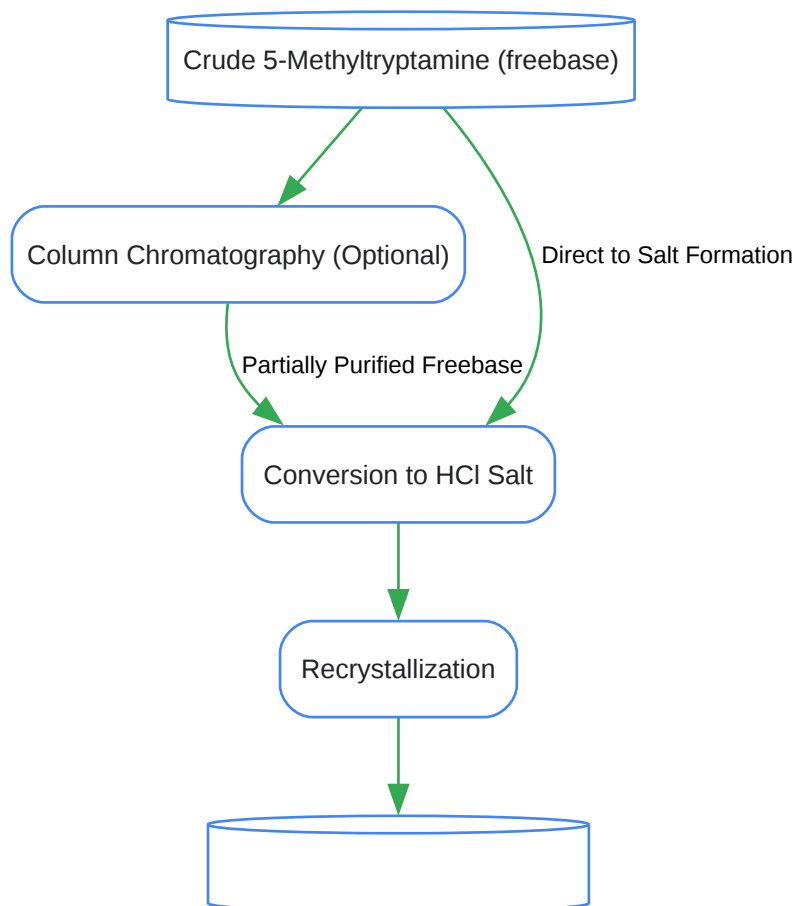 Crude 5-Methyltryptamine (freebase)
Column Chromatography (Optional)
Direct to Salt Formation
Partially Purified Freebase
Conversion to HCl Salt
Recrystallization